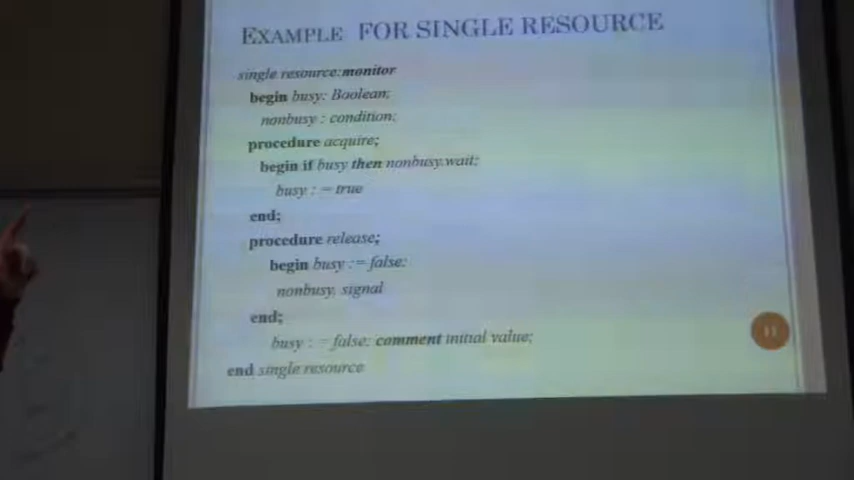 EXAMPLE FOR SINGLE RESOURCE
single resource:monitor
begin busy: Boolean;
nonbusy : condition;
procedure acquire;
begin if busy then nonbusy.wait;
busy : = true
end;
procedure release;
begin busy := false;
nonbusy. signal
end;
busy : = false; comment initial value;
end single resource
11